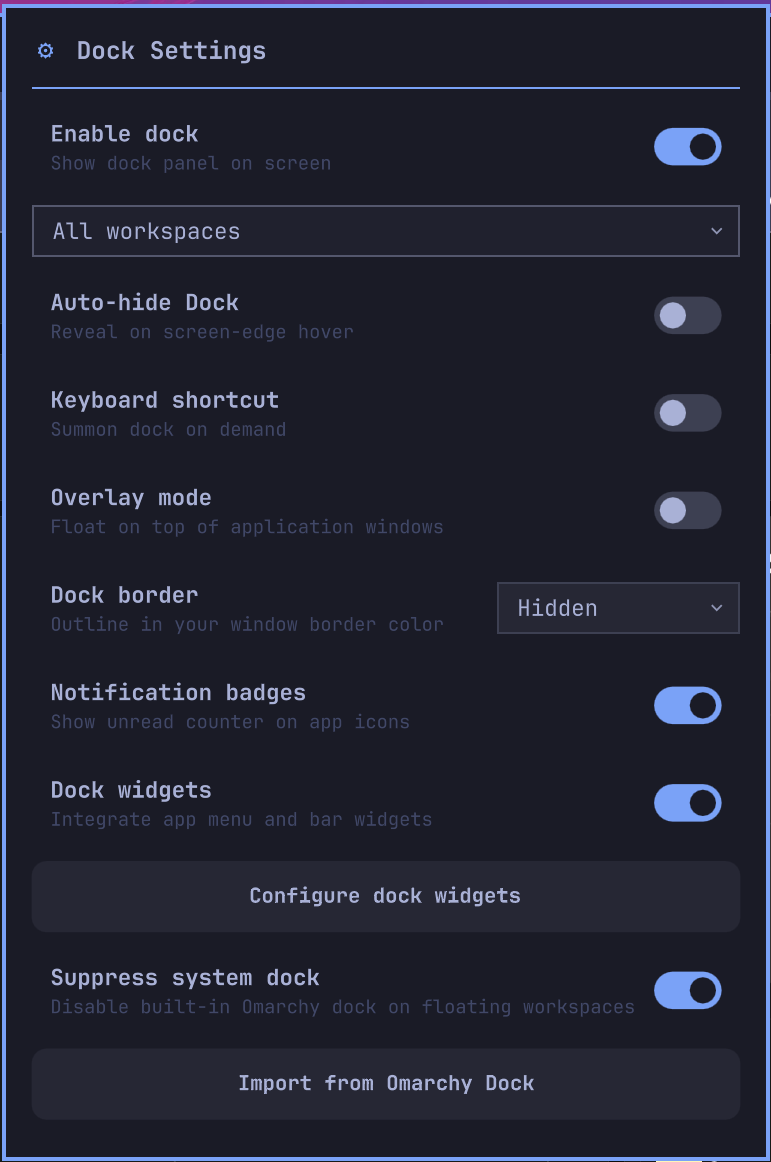 Dock Settings
Enable dock
Show dock panel on screen
All workspaces
Auto-hide Dock
Reveal on screen-edge hover
Keyboard shortcut
Summon dock on demand
Overlay mode
Float on top of application windows
Dock border
Outline in your window border color
Hidden
Notification badges
Show unread counter on app icons
Dock widgets
Integrate app menu and bar widgets
Configure dock widgets
Suppress system dock
Disable built-in Omarchy dock on floating workspaces
Import from Omarchy Dock